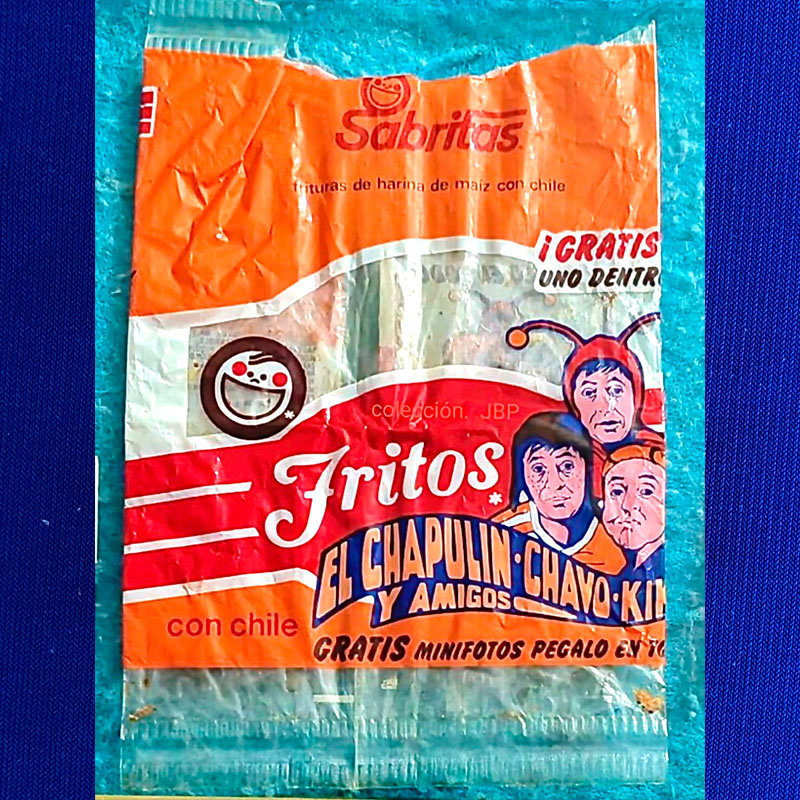 Sabritas
frituras de harina de maíz con chile
¡GRATIS
UNO DENTR
colección. JBP
Fritos*
EL CHAPULIN·CHAVO·KI
Y AMIGOS
con chile
GRATIS MINIFOTOS PEGALO EN T